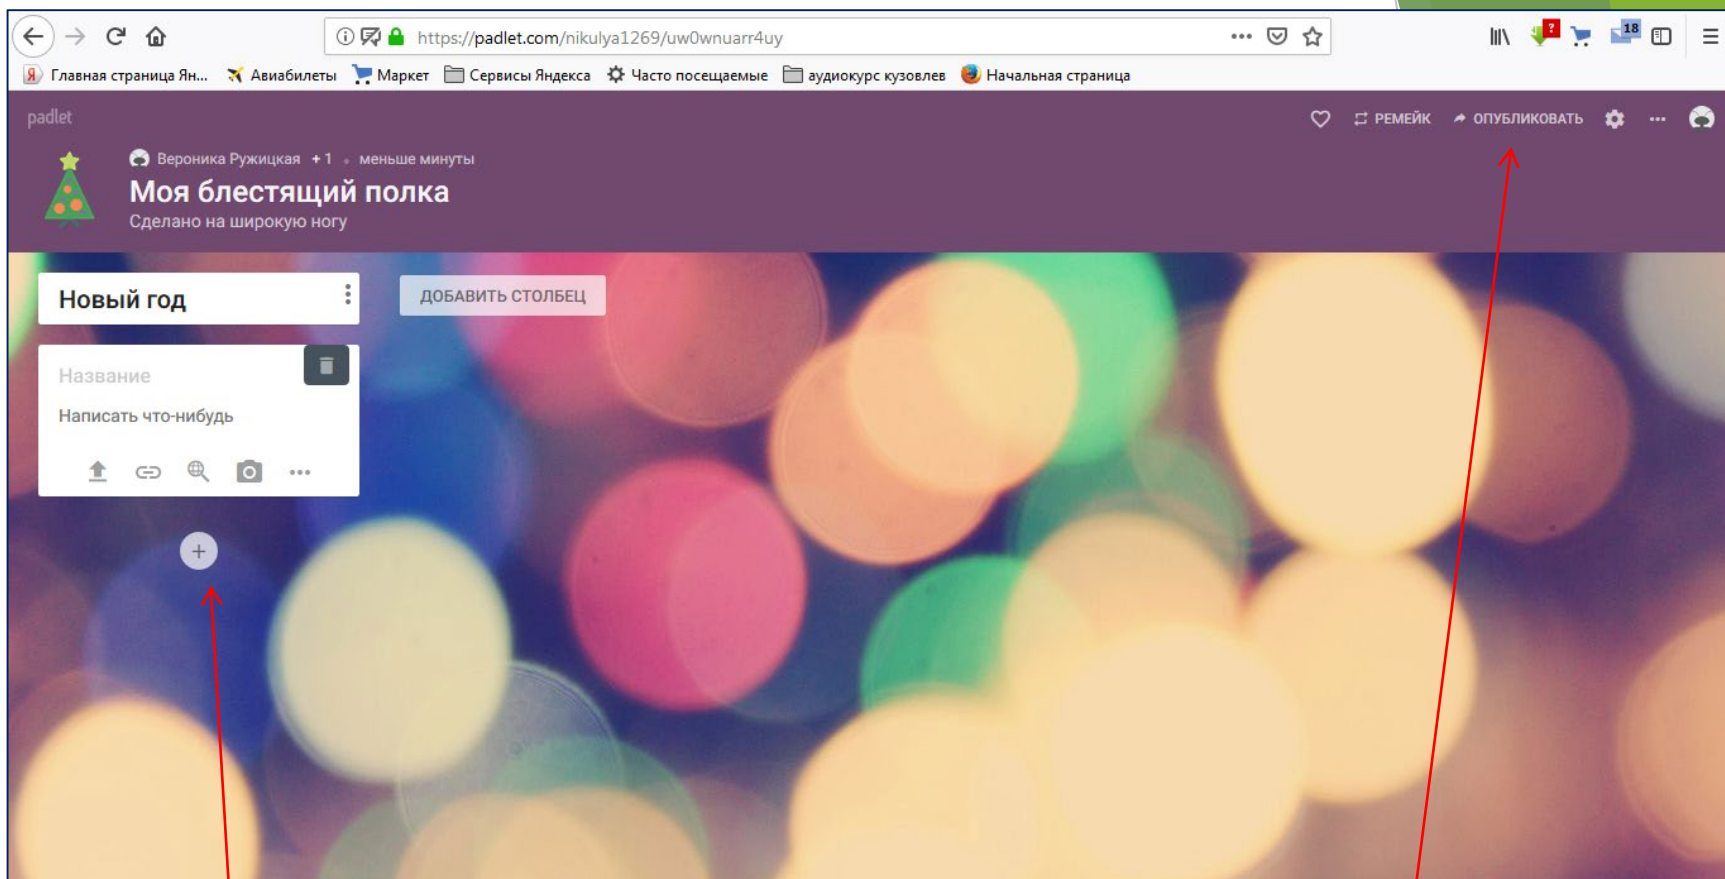 https://padlet.com/nikulya1269/uw0wnuarr4uy
? 18
Главная страница Ян... Авиабилеты Маркет Сервисы Яндекса Часто посещаемые аудиокурс кузовлев Начальная страница
padlet
РЕМЕЙК ОПУБЛИКОВАТЬ
Вероника Ружицкая + 1 • меньше минуты
Моя блестящий полка
Сделано на широкую ногу
Новый год
ДОБАВИТЬ СТОЛБЕЦ
Название
Написать что-нибудь